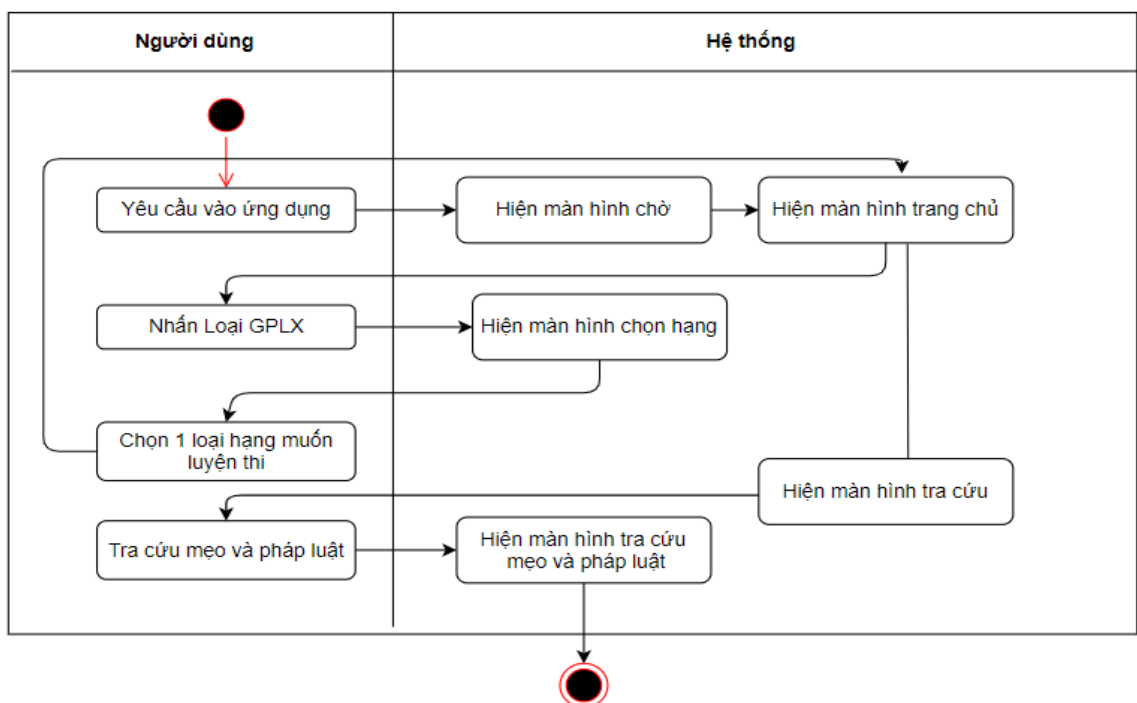 Người dùng
Hệ thống
Yêu cầu vào ứng dụng
Hiện màn hình chờ
Hiện màn hình trang chủ
Nhấn Loại GPLX
Hiện màn hình chọn hạng
Chọn 1 loại hạng muốn
luyện thi
Hiện màn hình tra cứu
Tra cứu mẹo và pháp luật
Hiện màn hình tra cứu
mẹo và pháp luật